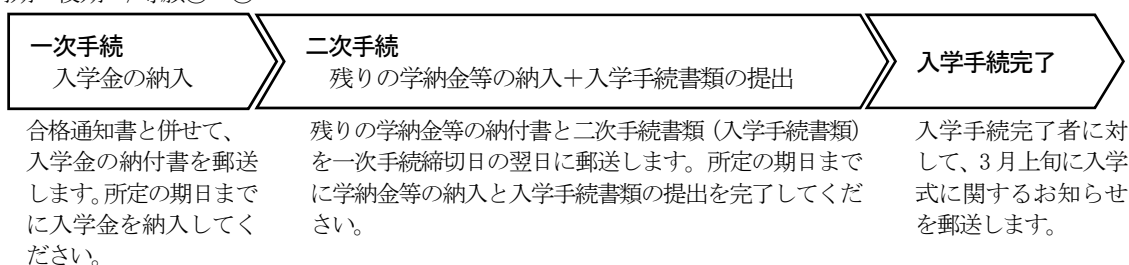 一次手続
入学金の納入
二次手続
残りの学納金等の納入＋入学手続書類の提出
入学手続完了
合格通知書と併せて、
入学金の納付書を郵送
します。所定の期日まで
に入学金を納入してく
ださい。
残りの学納金等の納付書と二次手続書類（入学手続書類）
を一次手続締切日の翌日に郵送します。所定の期日まで
に学納金等の納入と入学手続書類の提出を完了してくだ
さい。
入学手続完了者に対
して、3月上旬に入学
式に関するお知らせ
を郵送します。